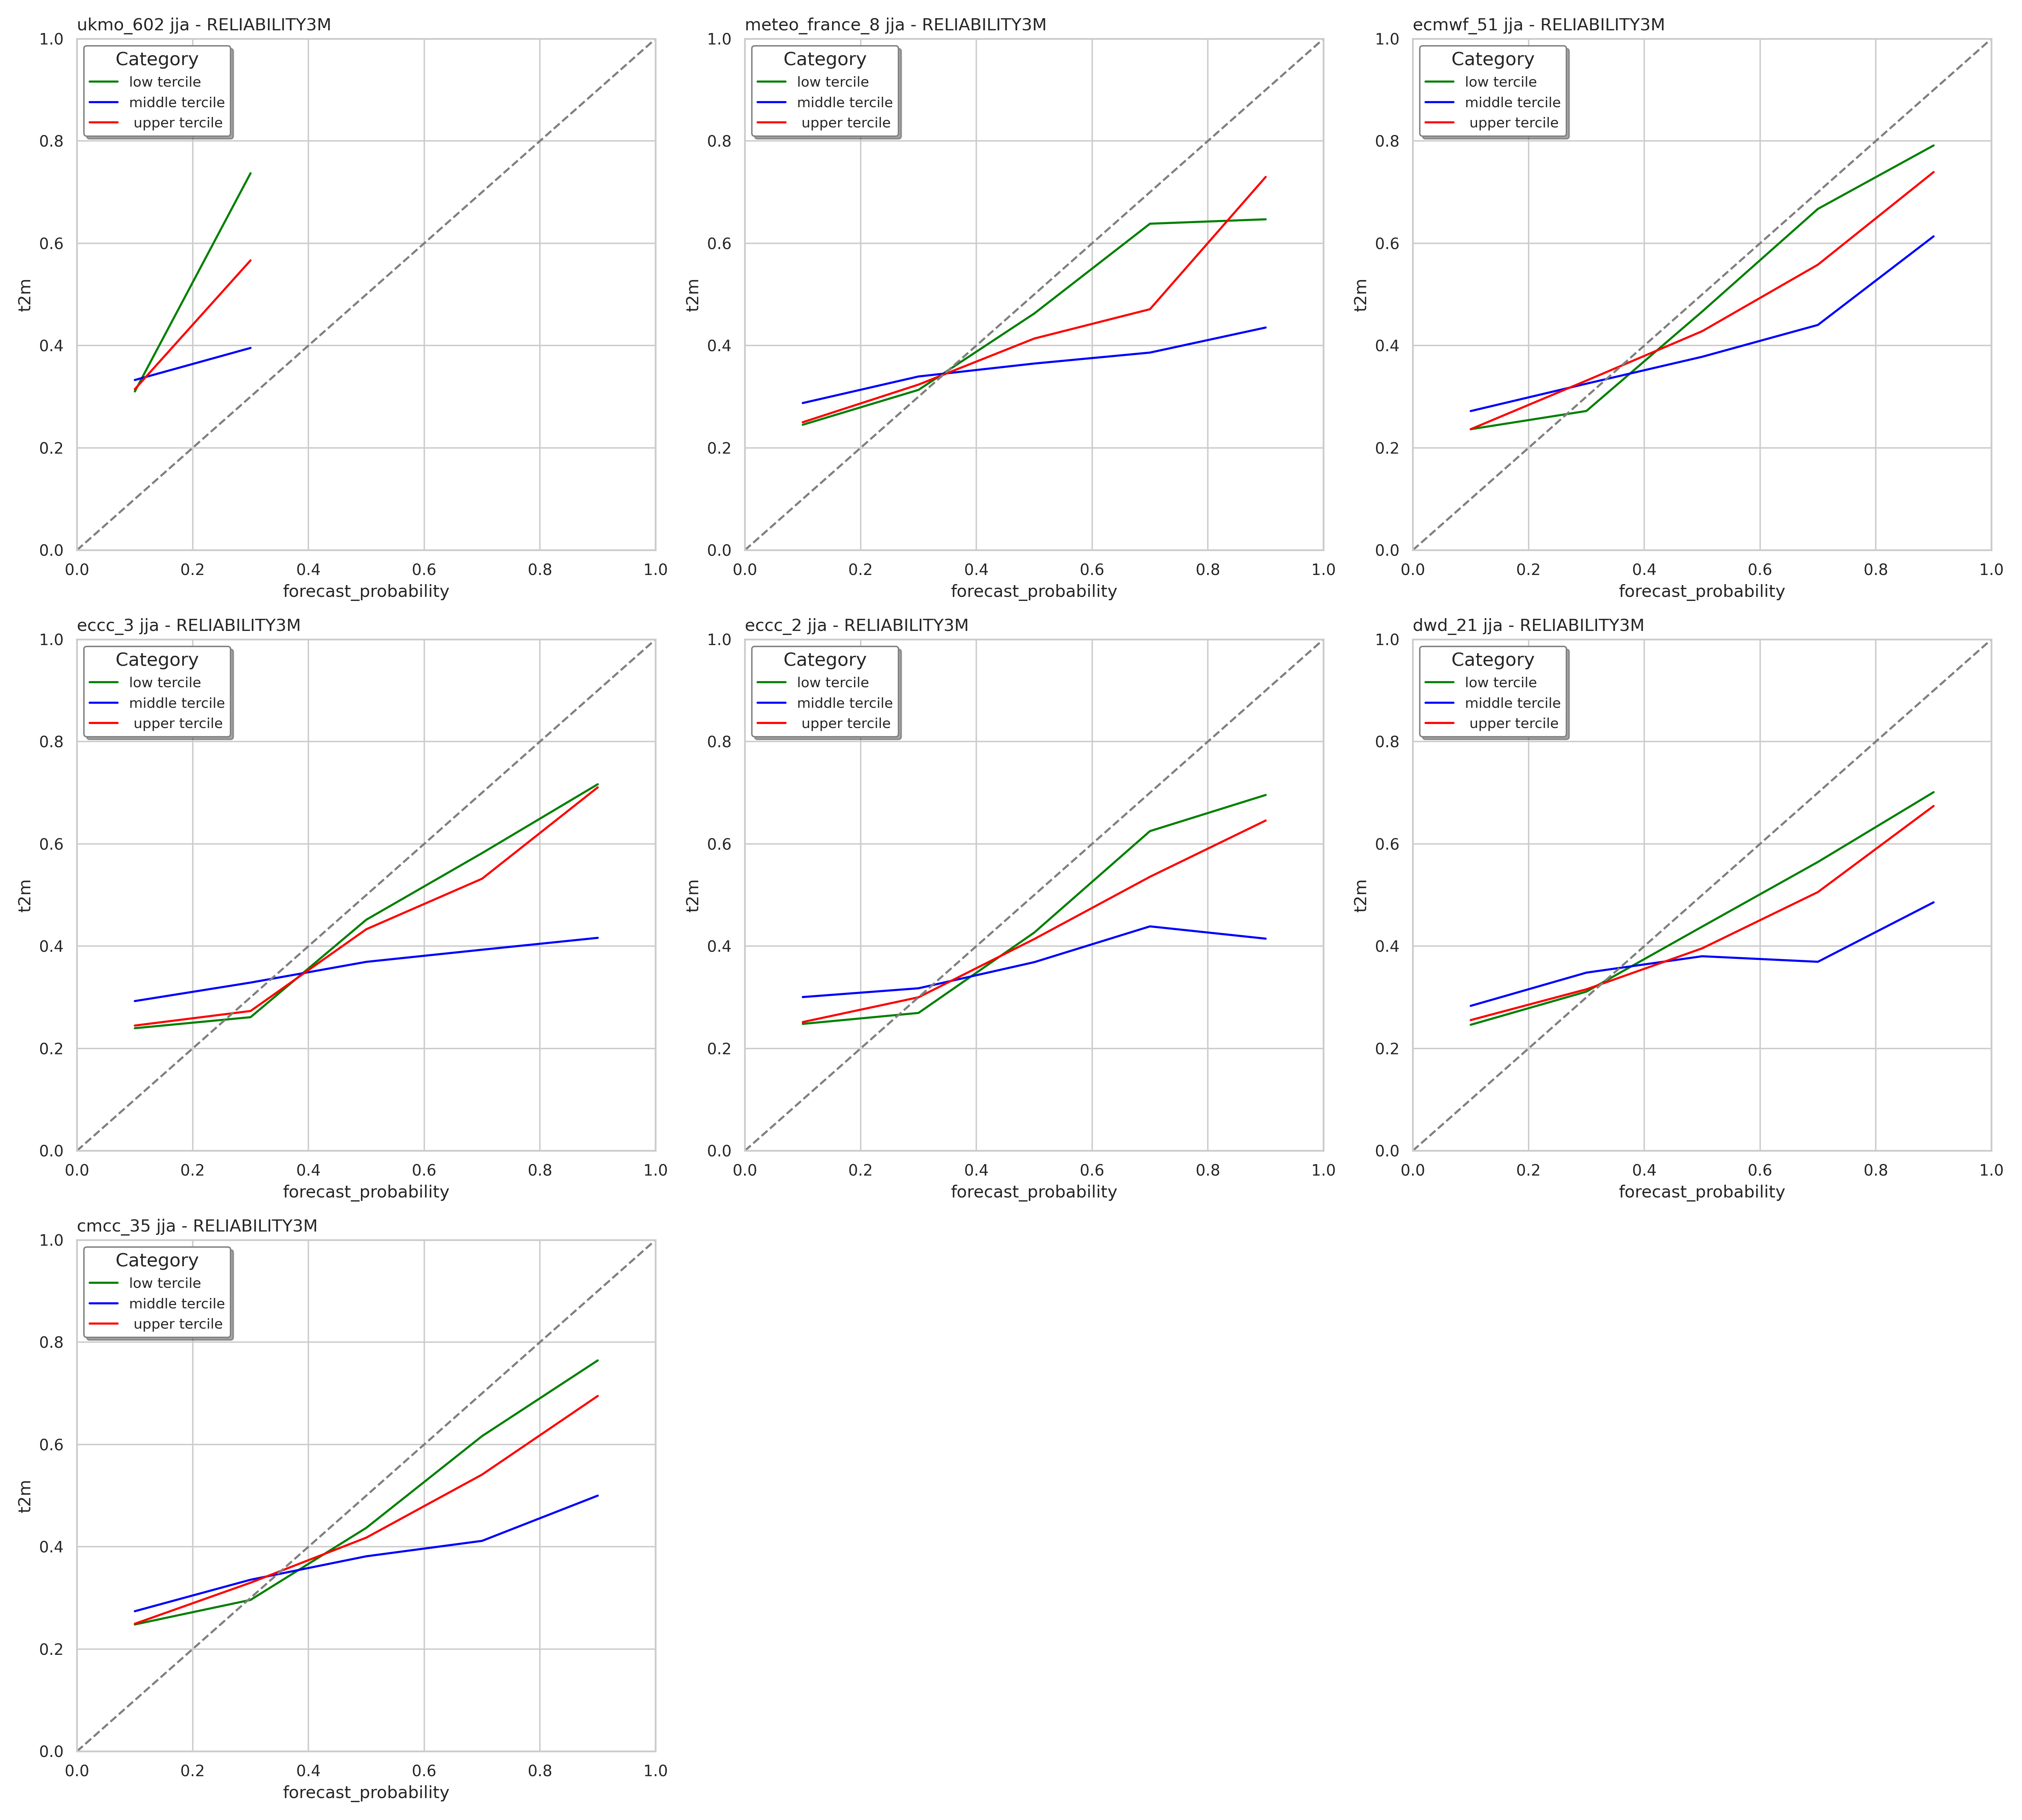 ukmo_602 jja - RELIABILITY3M
1.0
0.8
0.6
0.4
0.2
0.0
t2m
Category
low tercile
middle tercile
upper tercile
0.0 0.2 0.4 0.6 0.8 1.0
forecast_probability
meteo_france_8 jja - RELIABILITY3M
1.0
0.8
0.6
0.4
0.2
0.0
t2m
Category
low tercile
middle tercile
upper tercile
0.0 0.2 0.4 0.6 0.8 1.0
forecast_probability
ecmwf_51 jja - RELIABILITY3M
1.0
0.8
0.6
0.4
0.2
0.0
t2m
Category
low tercile
middle tercile
upper tercile
0.0 0.2 0.4 0.6 0.8 1.0
forecast_probability
eccc_3 jja - RELIABILITY3M
1.0
0.8
0.6
0.4
0.2
0.0
t2m
Category
low tercile
middle tercile
upper tercile
0.0 0.2 0.4 0.6 0.8 1.0
forecast_probability
eccc_2 jja - RELIABILITY3M
1.0
0.8
0.6
0.4
0.2
0.0
t2m
Category
low tercile
middle tercile
upper tercile
0.0 0.2 0.4 0.6 0.8 1.0
forecast_probability
dwd_21 jja - RELIABILITY3M
1.0
0.8
0.6
0.4
0.2
0.0
t2m
Category
low tercile
middle tercile
upper tercile
0.0 0.2 0.4 0.6 0.8 1.0
forecast_probability
cmcc_35 jja - RELIABILITY3M
1.0
0.8
0.6
0.4
0.2
0.0
t2m
Category
low tercile
middle tercile
upper tercile
0.0 0.2 0.4 0.6 0.8 1.0
forecast_probability